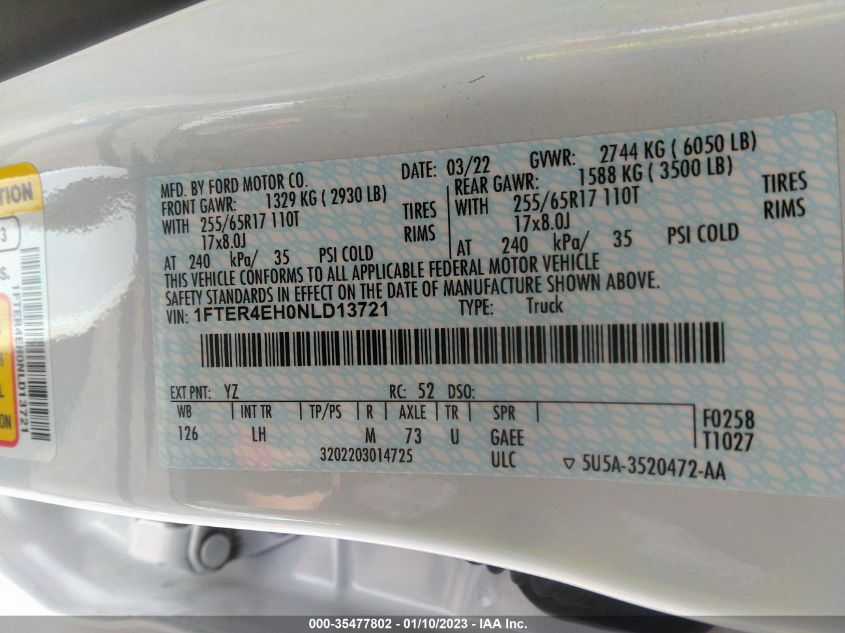 MFD. BY FORD MOTOR CO.
DATE: 03/22
GVWR: 2744 KG ( 6050 LB)
FRONT GAWR: 1329 KG ( 2930 LB)
REAR GAWR: 1588 KG ( 3500 LB)
WITH 255/65R17 110T TIRES
WITH 255/65R17 110T TIRES
17x8.0J RIMS
17x8.0J RIMS
AT 240 kPa/ 35 PSI COLD
AT 240 kPa/ 35 PSI COLD
THIS VEHICLE CONFORMS TO ALL APPLICABLE FEDERAL MOTOR VEHICLE
SAFETY STANDARDS IN EFFECT ON THE DATE OF MANUFACTURE SHOWN ABOVE.
VIN: 1FTER4EH0NLD13721
TYPE: Truck
EXT PNT: YZ RC: 52 DSO:
WB INT TR TP/PS R AXLE TR SPR
126 LH M 73 U GAEE
ULC
F0258
T1027
3202203014725
▽ 5U5A-3520472-AA
TION
3
S.
1FTER4EH0NLD13721
L
ON
000-35477802 - 01/10/2023 - IAA Inc.